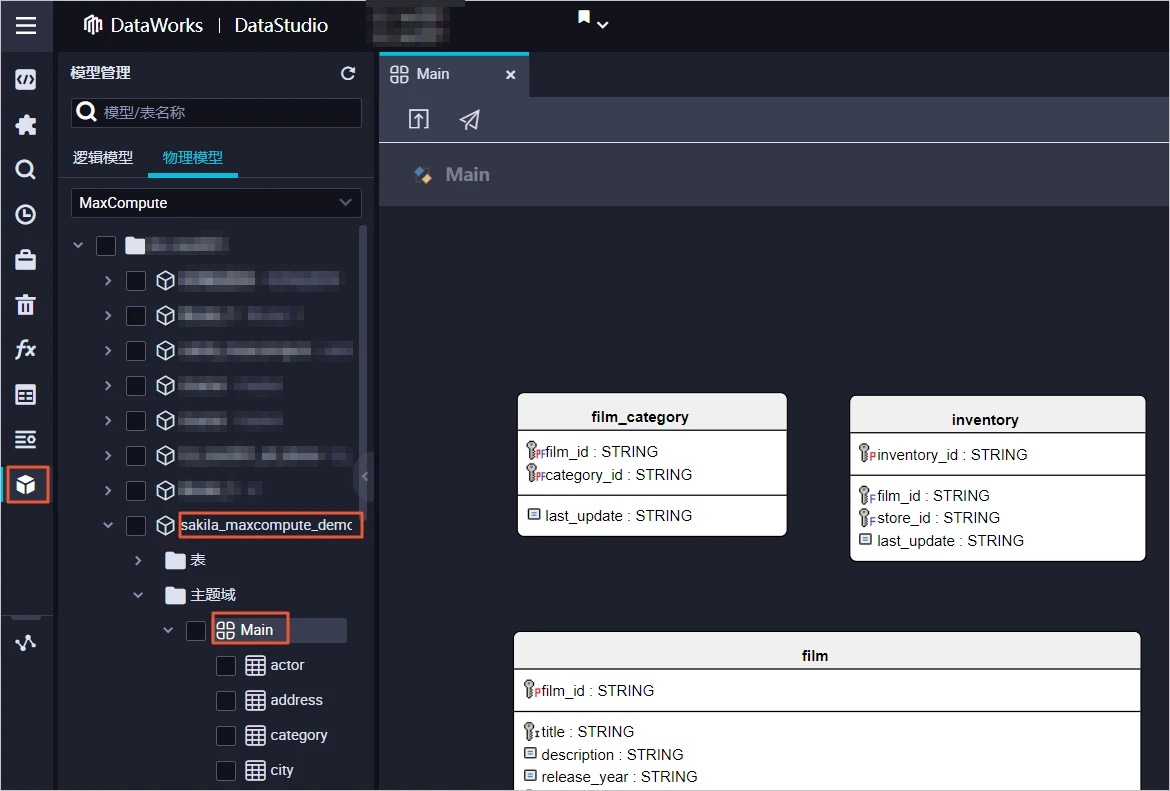 DataWorks | DataStudio
模型管理
模型/表名称
逻辑模型 物理模型
MaxCompute
sakila_maxcompute_demo
表
主题域
Main
actor
address
category
city
Main
Main
film_category
film_id : STRING
category_id : STRING
last_update : STRING
inventory
inventory_id : STRING
film_id : STRING
store_id : STRING
last_update : STRING
film
film_id : STRING
title : STRING
description : STRING
release_year : STRING